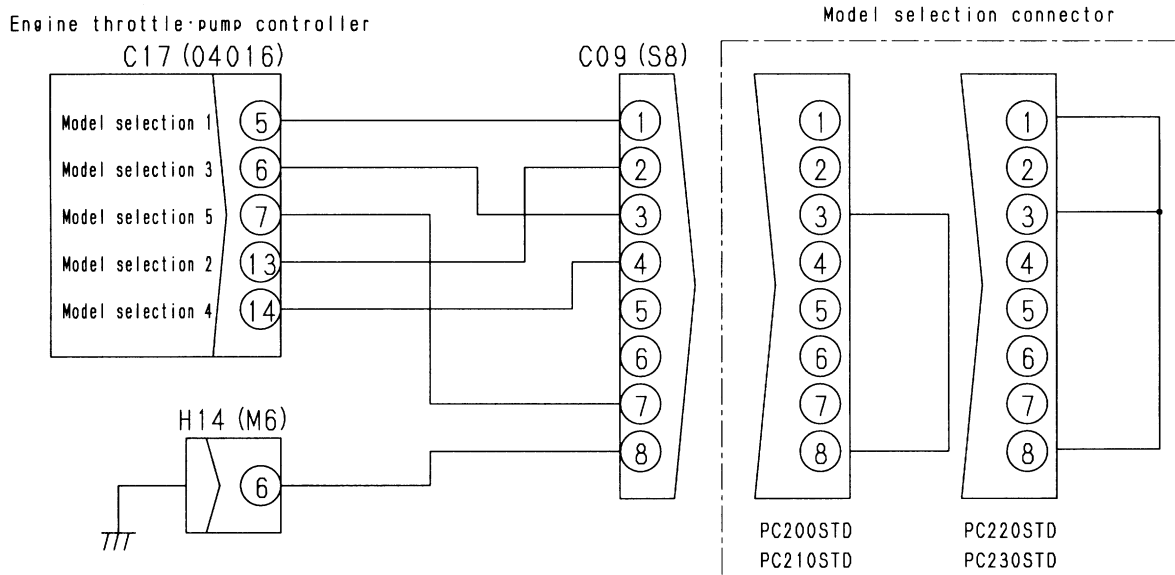 Engine throttle·pump controller
Model selection connector
C17 (04016)
C09 (S8)
Model selection 1 5
Model selection 3 6
Model selection 5 7
Model selection 2 13
Model selection 4 14
1
2
3
4
5
6
7
8
H14 (M6)
6
1
2
3
4
5
6
7
8
PC200STD
PC210STD
1
2
3
4
5
6
7
8
PC220STD
PC230STD